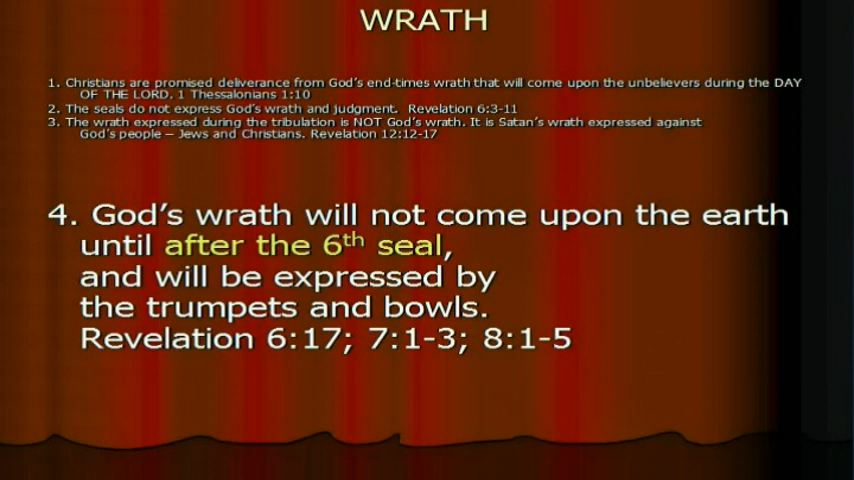 WRATH
1. Christians are promised deliverance from God's end-times wrath that will come upon the unbelievers during the DAY
OF THE LORD. 1 Thessalonians 1:10
2. The seals do not express God's wrath and judgment. Revelation 6:3-11
3. The wrath expressed during the tribulation is NOT God's wrath. It is Satan's wrath expressed against
God's people – Jews and Christians. Revelation 12:12-17
4. God's wrath will not come upon the earth
until after the 6th seal,
and will be expressed by
the trumpets and bowls.
Revelation 6:17; 7:1-3; 8:1-5